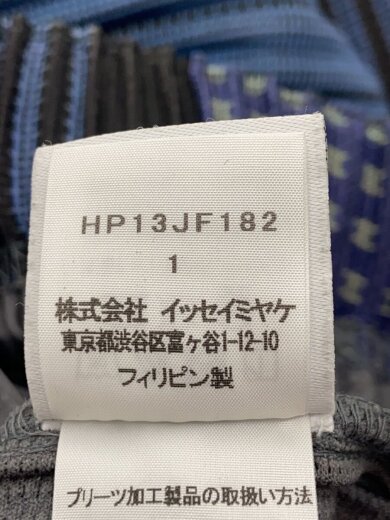 HP13JF182
1
株式会社 イッセイミヤケ
東京都渋谷区富ヶ谷1-12-10
フィリピン製
プリーツ加工製品の取扱い方法